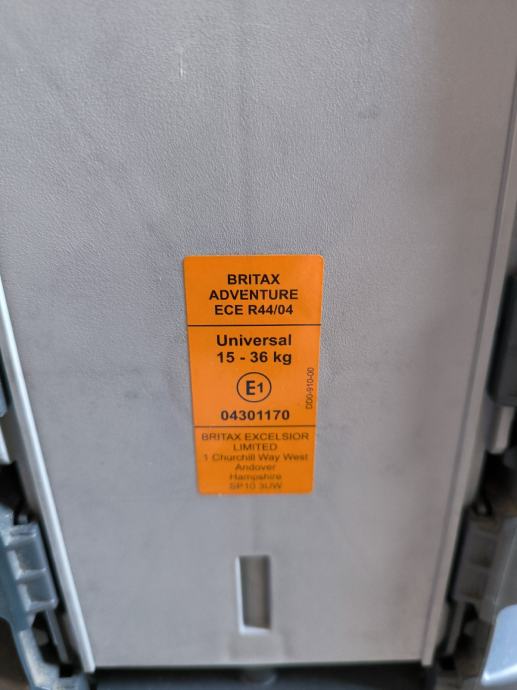 BRITAX
ADVENTURE
ECE R44/04
Universal
15 - 36 kg
E1
04301170
DD0-910-00
BRITAX EXCELSIOR
LIMITED
1 Churchill Way West
Andover
Hampshire
SP10 3UW